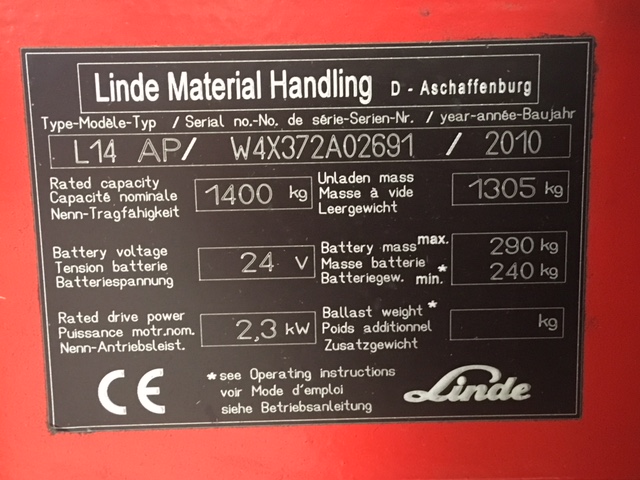 Linde Material Handling D - Aschaffenburg
Type-Modèle-Typ / Serial no.-No. de série-Serien-Nr. / year-année-Baujahr
L14 AP/ W4X372A02691 / 2010
Rated capacity
Capacité nominale
Nenn-Tragfähigkeit
1400 kg
Unladen mass
Masse à vide
Leergewicht
1305 kg
Battery voltage
Tension batterie
Batteriespannung
24 V
Battery mass max.
Masse batterie
Batteriegew. min.*
290 kg
240 kg
Rated drive power
Puissance motr.nom.
Nenn-Antriebsleist.
2,3 kW
Ballast weight *
Poids additionnel
Zusatzgewicht
kg
CE
*see Operating instructions
voir Mode d'emploi
siehe Betriebsanleitung
Linde